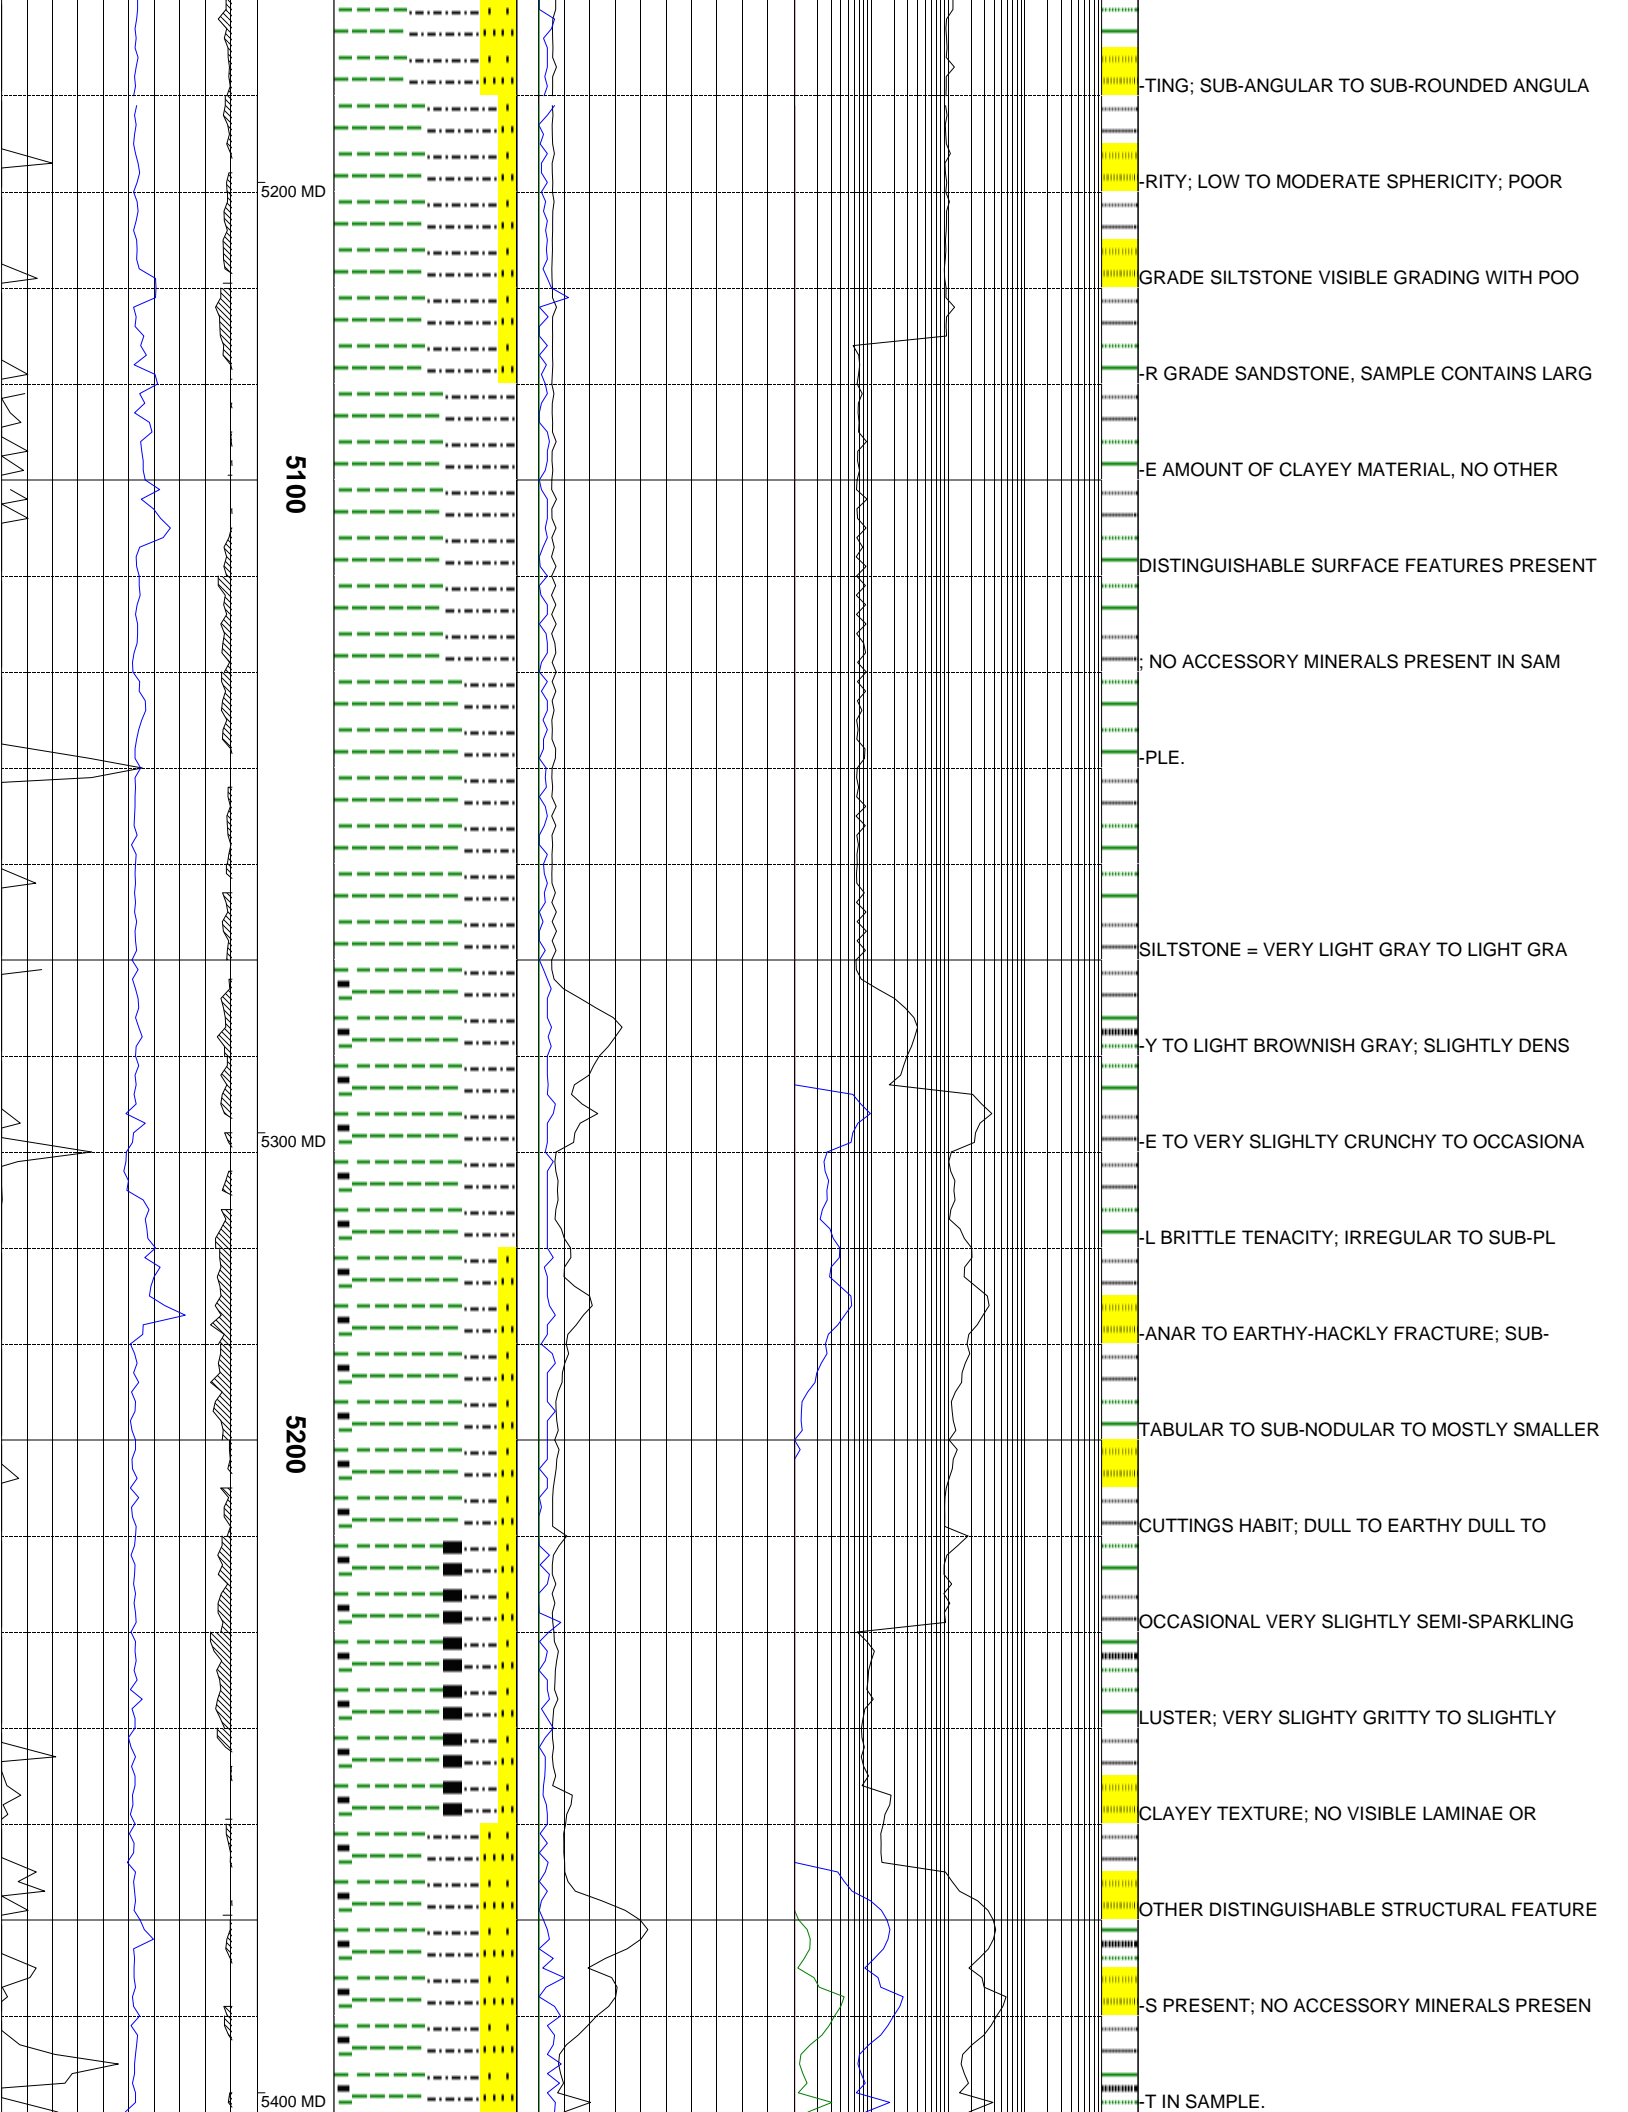 -TING; SUB-ANGULAR TO SUB-ROUNDED ANGULA
-RITY; LOW TO MODERATE SPHERICITY; POOR
5200 MD
GRADE SILTSTONE VISIBLE GRADING WITH POO
-R GRADE SANDSTONE, SAMPLE CONTAINS LARG
-E AMOUNT OF CLAYEY MATERIAL, NO OTHER
5100
DISTINGUISHABLE SURFACE FEATURES PRESENT
; NO ACCESSORY MINERALS PRESENT IN SAM
-PLE.
SILTSTONE = VERY LIGHT GRAY TO LIGHT GRA
-Y TO LIGHT BROWNISH GRAY; SLIGHTLY DENS
5300 MD
-E TO VERY SLIGHLTY CRUNCHY TO OCCASIONA
-L BRITTLE TENACITY; IRREGULAR TO SUB-PL
-ANAR TO EARTHY-HACKLY FRACTURE; SUB-
TABULAR TO SUB-NODULAR TO MOSTLY SMALLER
5200
CUTTINGS HABIT; DULL TO EARTHY DULL TO
OCCASIONAL VERY SLIGHTLY SEMI-SPARKLING
LUSTER; VERY SLIGHTY GRITTY TO SLIGHTLY
CLAYEY TEXTURE; NO VISIBLE LAMINAE OR
OTHER DISTINGUISHABLE STRUCTURAL FEATURE
-S PRESENT; NO ACCESSORY MINERALS PRESEN
5400 MD
-T IN SAMPLE.